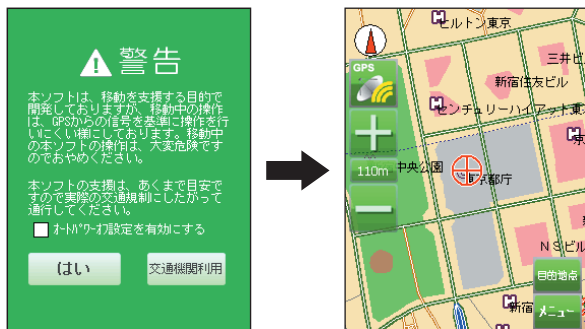 警告
本ソフトは、移動を支援する目的で
開発しておりますが、移動中の操作
は、GPSからの信号を基準に操作を行
いにくい様にしております。移動中
の本ソフトの操作は、大変危険です
のでおやめください。
本ソフトの支援は、あくまで目安で
すので実際の交通規制にしたがって
通行してください。
ｵｰﾄﾊﾟﾜｰｵﾌ設定を有効にする
はい
交通機関利用
ヒルトン東京
GPS
三井ビ
新宿住友ビル
センチュリーハイアット東
京
110m
中央公園
東京都庁
NSビル
目的地点
新宿
メニュー